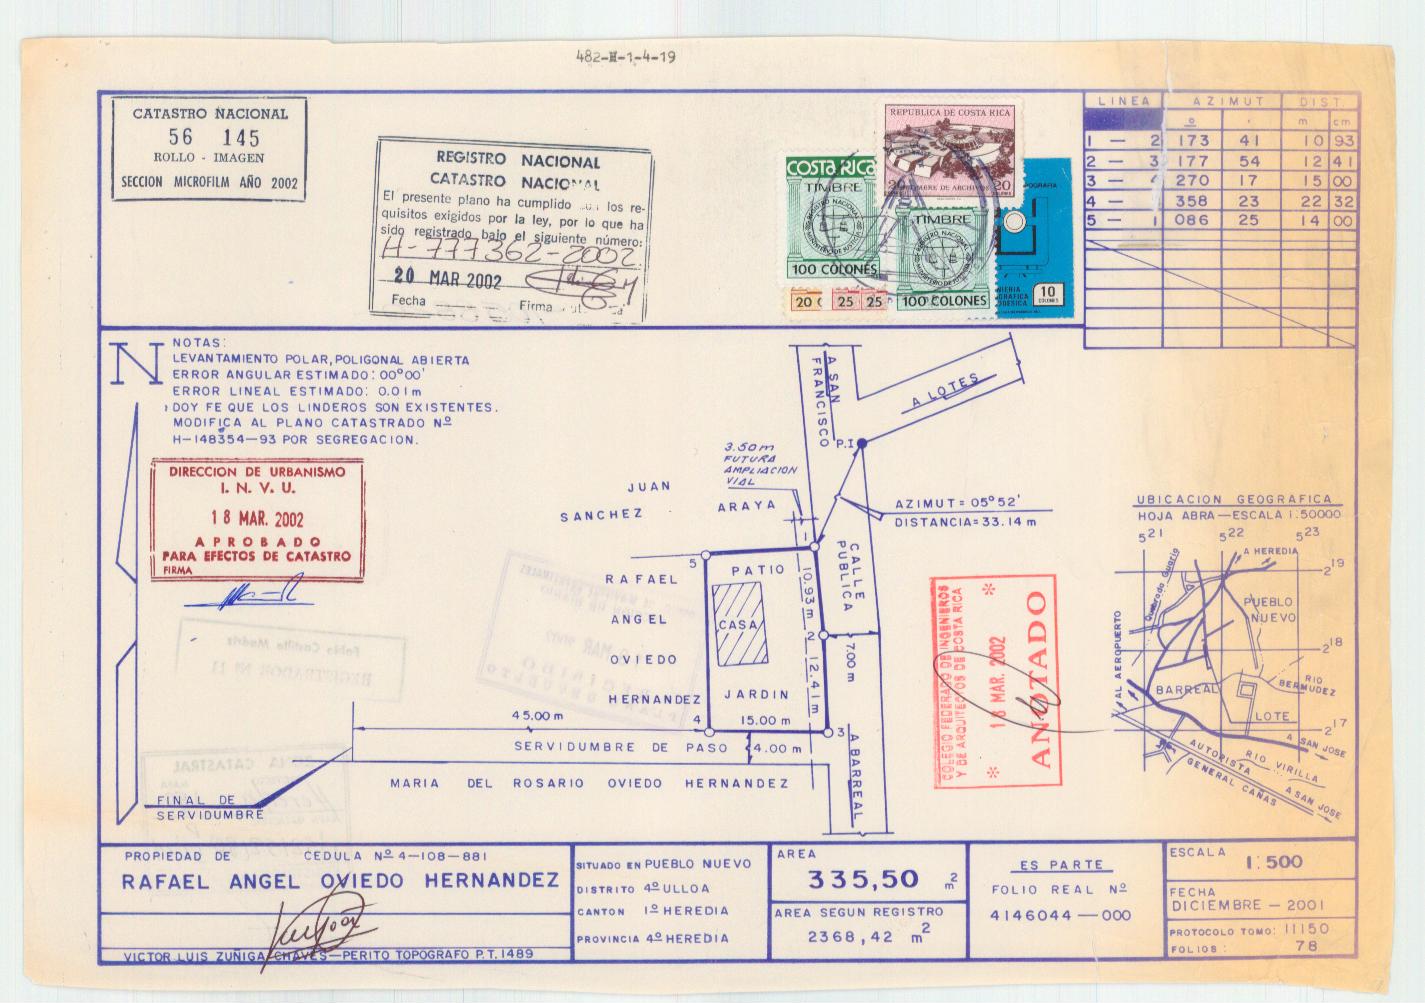 482-H-1-4-19
CATASTRO NACIONAL
56 145
ROLLO - IMAGEN
SECCION MICROFILM AÑO 2002
REGISTRO NACIONAL
CATASTRO NACIONAL
El presente plano ha cumplido los re-
quisitos exigidos por la ley, por lo que ha
sido registrado bajo el siguiente número:
H-777362-2002
20 MAR 2002
Fecha Firma
REPUBLICA DE COSTA RICA
TIMBRE DE ARCHIVOS
20 20
COSTA RICA
TIMBRE
100 COLONES
TIMBRE
100 COLONES
20 25 25
10
COLONES
LINEA AZIMUT DIST.
o ' m cm
1 — 2 173 41 10 93
2 — 3 177 54 12 41
3 — 4 270 17 15 00
4 — 358 23 22 32
5 — 1 086 25 14 00
N
NOTAS:
LEVANTAMIENTO POLAR, POLIGONAL ABIERTA
ERROR ANGULAR ESTIMADO: 00°00'
ERROR LINEAL ESTIMADO: 0.01m
DOY FE QUE LOS LINDEROS SON EXISTENTES.
MODIFICA AL PLANO CATASTRADO Nº
H-148354-93 POR SEGREGACION.
DIRECCION DE URBANISMO
I. N. V. U.
18 MAR. 2002
APROBADO
PARA EFECTOS DE CATASTRO
FIRMA
A SAN
FRANCISCO
A LOTES
P.I
3.50m
FUTURA
AMPLIACION
VIAL
JUAN
SANCHEZ ARAYA
AZIMUT = 05°52'
DISTANCIA = 33.14 m
CALLE
PUBLICA
1
5
PATIO
10.93 m
CASA
2
7.00 m
12.41 m
JARDIN
RAFAEL
ANGEL
OVIEDO
HERNANDEZ
4
15.00 m
3
45.00 m
SERVIDUMBRE DE PASO
4.00 m
A BARREAL
MARIA DEL ROSARIO OVIEDO HERNANDEZ
FINAL DE
SERVIDUMBRE
COLEGIO FEDERADO DE INGENIEROS
Y DE ARQUITECTOS DE COSTA RICA
* *
MAR. 2002
ANOTADO
UBICACION GEOGRAFICA
HOJA ABRA — ESCALA 1:50000
521 522 523
A HEREDIA
219
PUEBLO
NUEVO
218
AL AEROPUERTO
RIO
BERMUDEZ
BARREAL
LOTE
217
A SAN JOSE
AUTOPISTA
GENERAL CAÑAS
RIO VIRILLA
A SAN JOSE
PROPIEDAD DE CEDULA Nº 4-108-881
RAFAEL ANGEL OVIEDO HERNANDEZ
VICTOR LUIS ZUÑIGA CHAVES—PERITO TOPOGRAFO P.T. 1489
SITUADO EN PUEBLO NUEVO
DISTRITO 4º ULLOA
CANTON 1º HEREDIA
PROVINCIA 4º HEREDIA
AREA
335,50 m2
AREA SEGUN REGISTRO
2368,42 m2
ES PARTE
FOLIO REAL Nº
4146044—000
ESCALA
1:500
FECHA
DICIEMBRE - 2001
PROTOCOLO TOMO: 11150
FOLIOS: 78